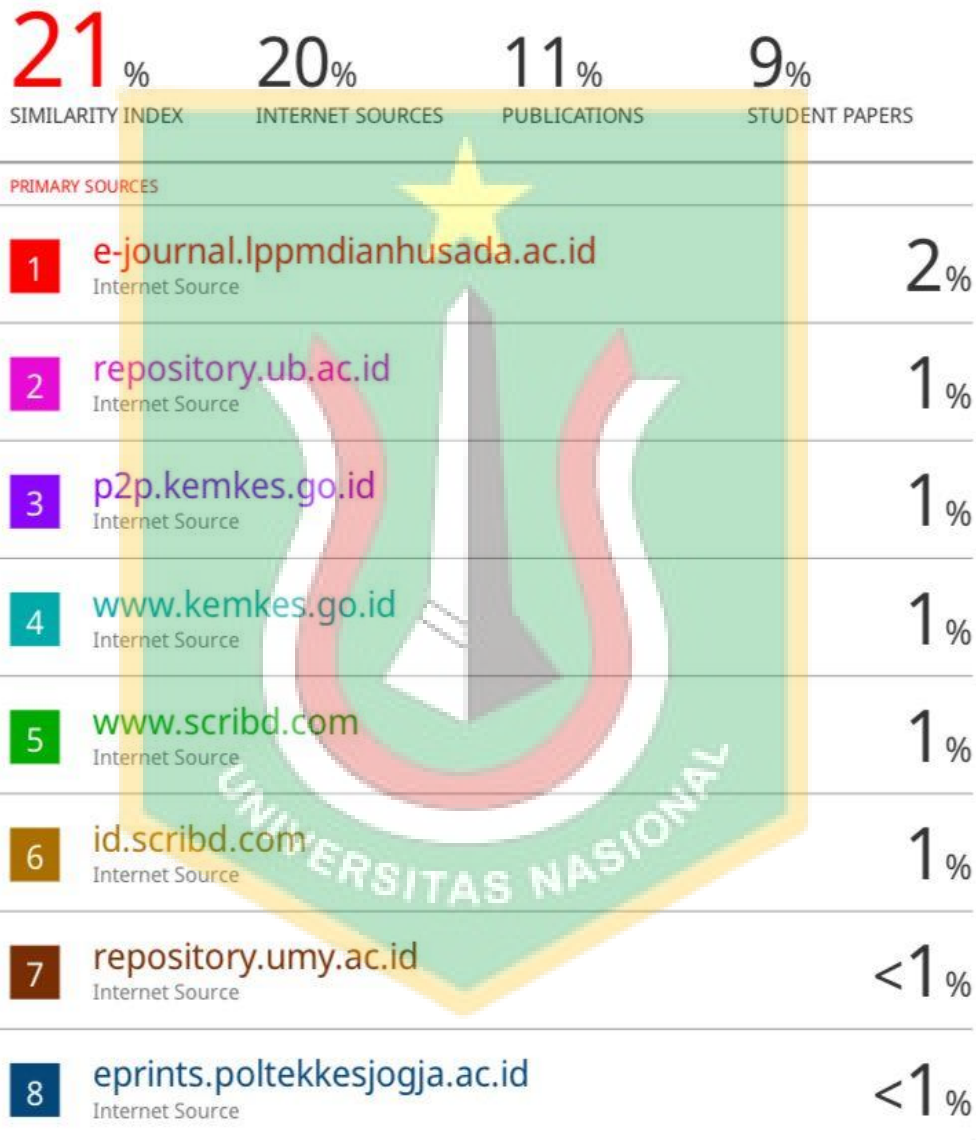 21% 20% 11% 9%
SIMILARITY INDEX INTERNET SOURCES PUBLICATIONS STUDENT PAPERS
PRIMARY SOURCES
1 e-journal.lppmdianhusada.ac.id 2%
Internet Source
2 repository.ub.ac.id 1%
Internet Source
3 p2p.kemkes.go.id 1%
Internet Source
4 www.kemkes.go.id 1%
Internet Source
5 www.scribd.com 1%
Internet Source
6 id.scribd.com 1%
Internet Source
7 repository.umy.ac.id <1%
Internet Source
8 eprints.poltekkesjogja.ac.id <1%
Internet Source
UNIVERSITAS NASIONAL